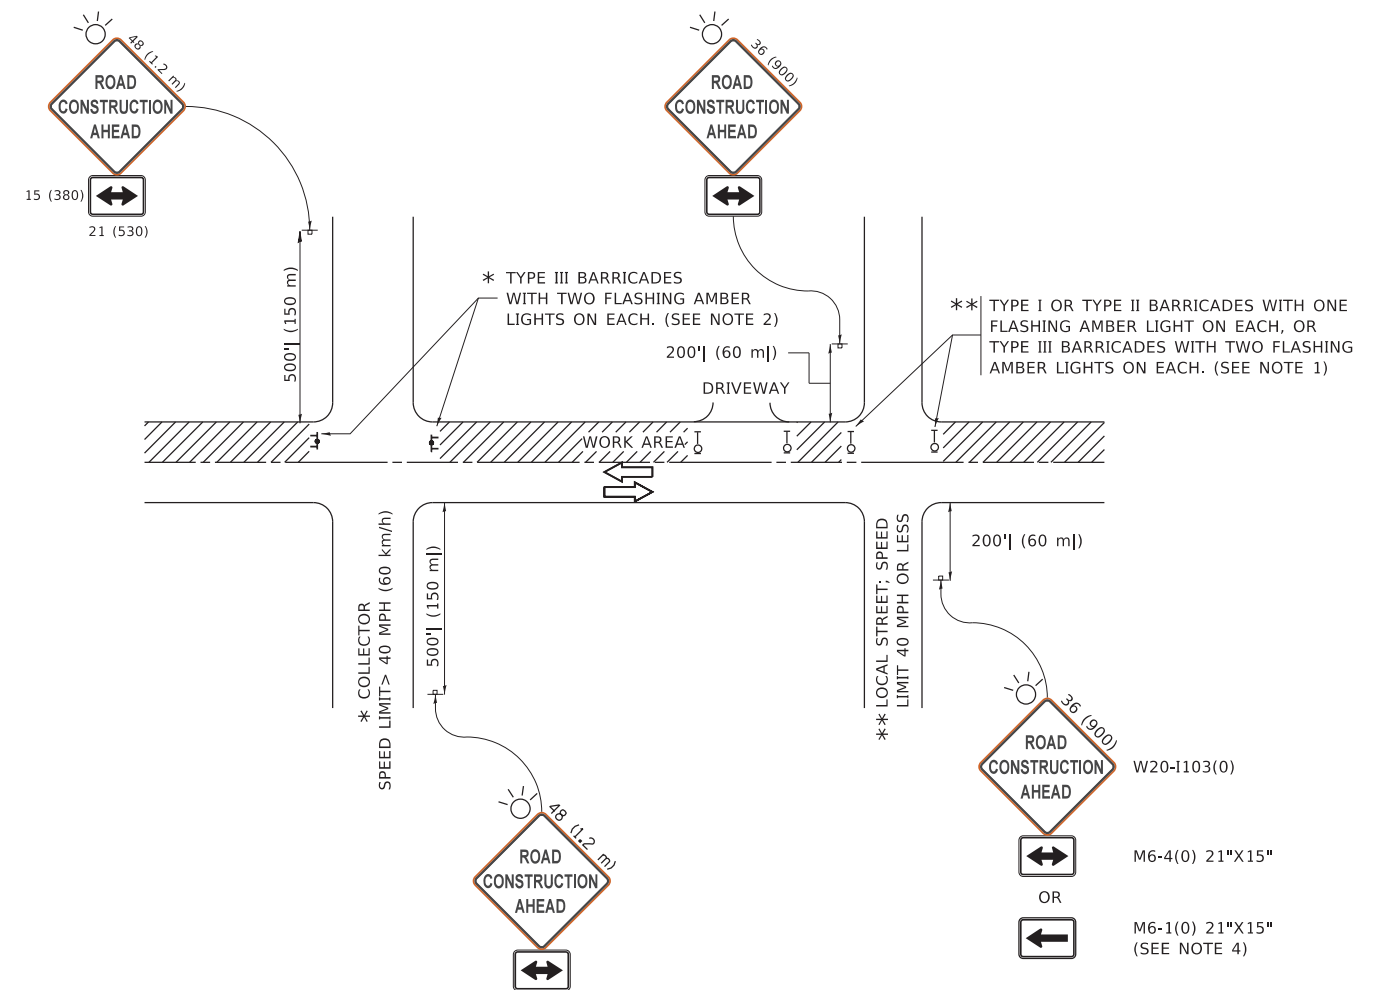 48 (1.2 m)
ROAD
CONSTRUCTION
AHEAD
15 (380)
21 (530)
36 (900)
ROAD
CONSTRUCTION
AHEAD
500'| (150 m)
* TYPE III BARRICADES
WITH TWO FLASHING AMBER
LIGHTS ON EACH. (SEE NOTE 2)
200'| (60 m|)
DRIVEWAY
** TYPE I OR TYPE II BARRICADES WITH ONE
FLASHING AMBER LIGHT ON EACH, OR
TYPE III BARRICADES WITH TWO FLASHING
AMBER LIGHTS ON EACH. (SEE NOTE 1)
WORK AREA
* COLLECTOR
SPEED LIMIT> 40 MPH (60 km/h)
500'| (150 m|)
** LOCAL STREET; SPEED
LIMIT 40 MPH OR LESS
200'| (60 m|)
48 (1.2 m)
ROAD
CONSTRUCTION
AHEAD
36 (900)
ROAD
CONSTRUCTION
AHEAD
W20-I103(0)
M6-4(0) 21"X15"
OR
M6-1(0) 21"X15"
(SEE NOTE 4)